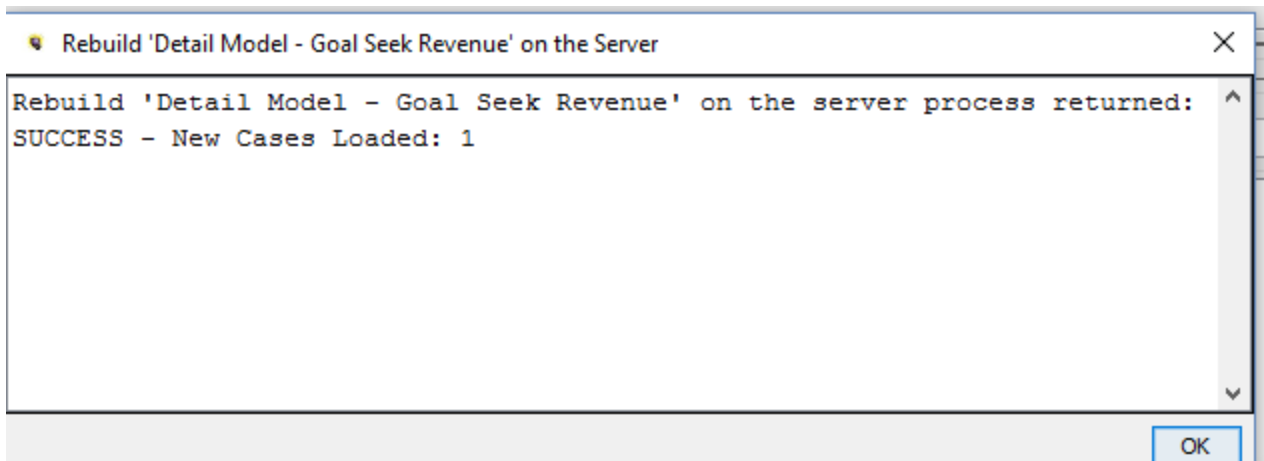 Rebuild 'Detail Model - Goal Seek Revenue' on the Server
Rebuild 'Detail Model - Goal Seek Revenue' on the server process returned:
SUCCESS - New Cases Loaded: 1
OK